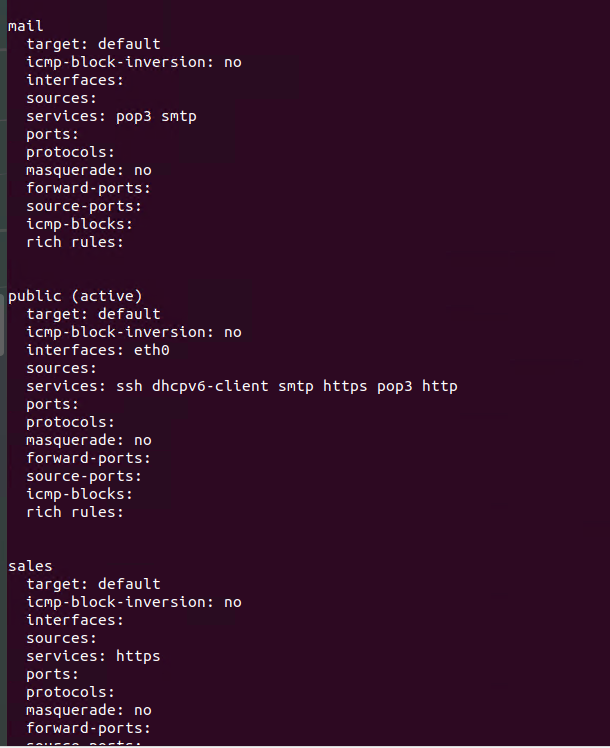 mail
target: default
icmp-block-inversion: no
interfaces:
sources:
services: pop3 smtp
ports:
protocols:
masquerade: no
forward-ports:
source-ports:
icmp-blocks:
rich rules:
public (active)
target: default
icmp-block-inversion: no
interfaces: eth0
sources:
services: ssh dhcpv6-client smtp https pop3 http
ports:
protocols:
masquerade: no
forward-ports:
source-ports:
icmp-blocks:
rich rules:
sales
target: default
icmp-block-inversion: no
interfaces:
sources:
services: https
ports:
protocols:
masquerade: no
forward-ports:
source-ports: